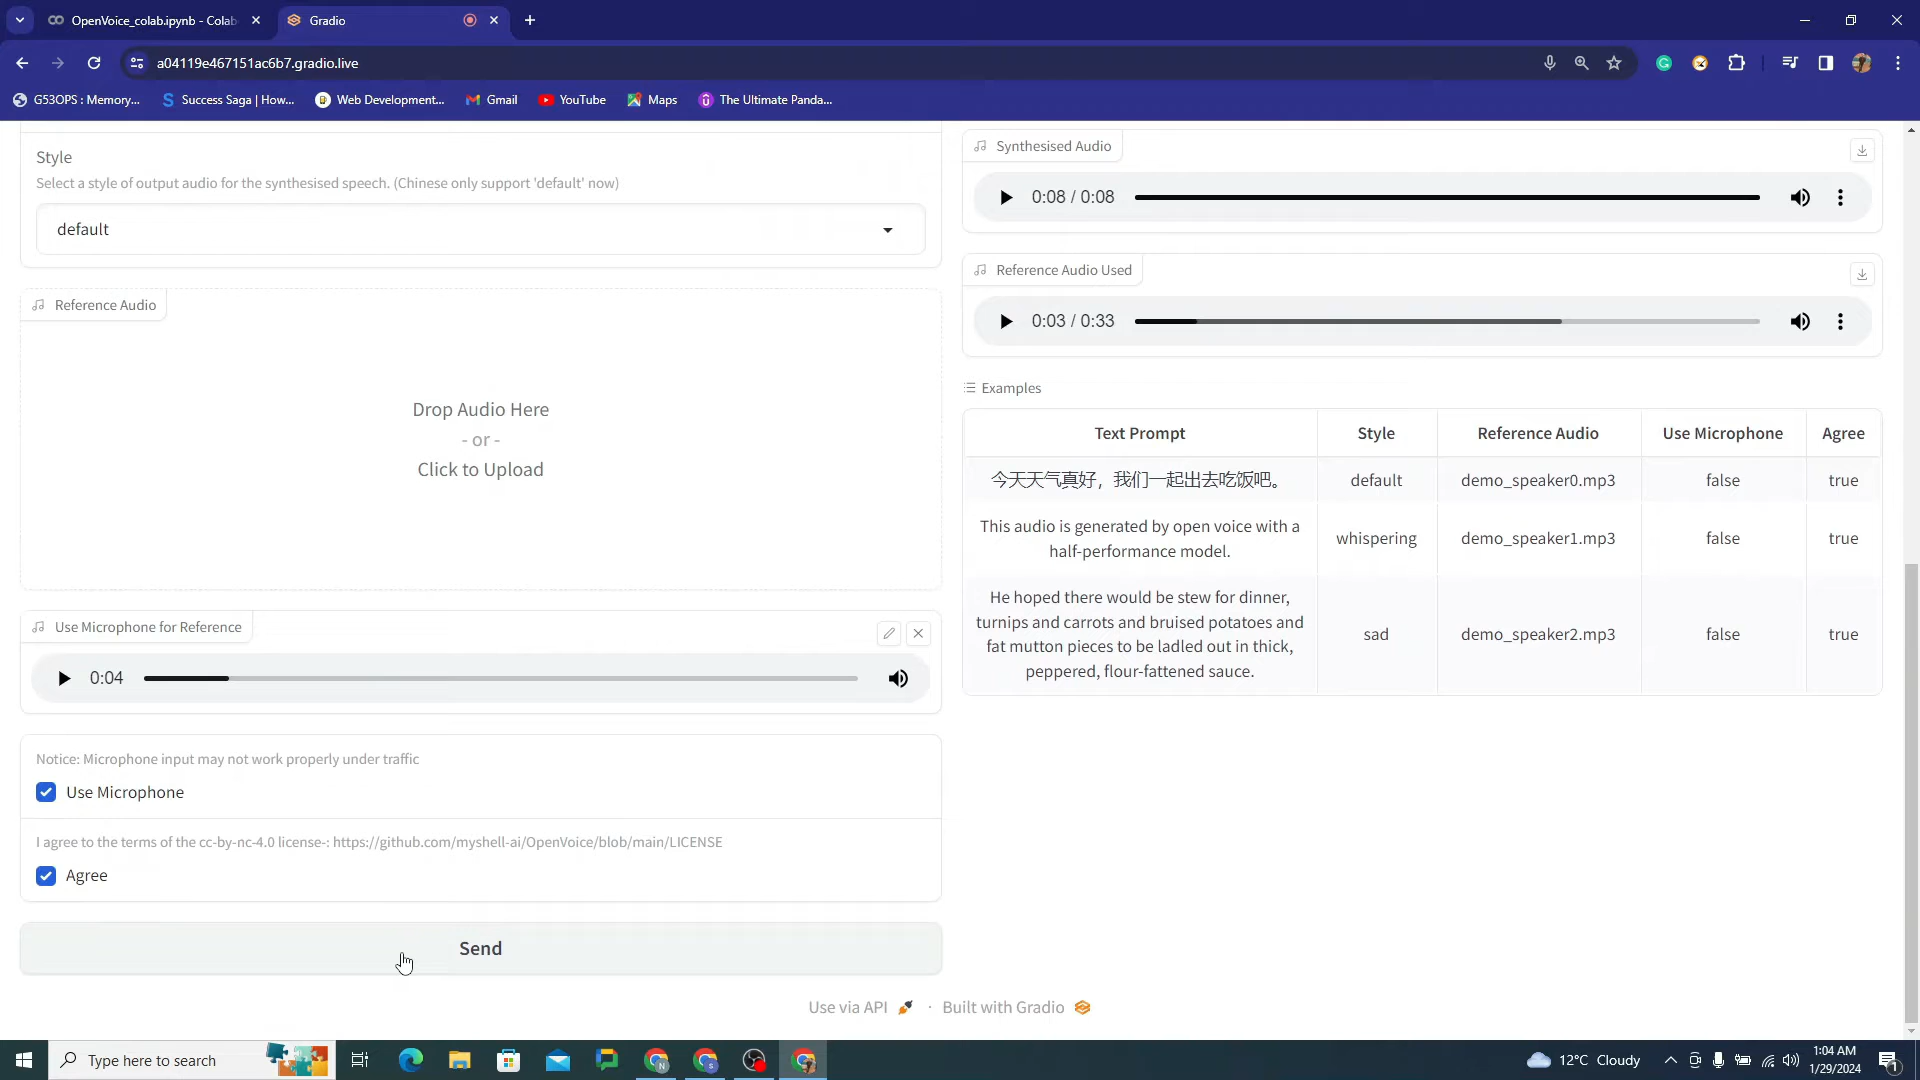 OpenVoice_colab.ipynb - Colab
Gradio
a04119e467151ac6b7.gradio.live
G53OPS : Memory...
Success Saga | How...
Web Development...
Gmail
YouTube
Maps
The Ultimate Panda...
Style
Select a style of output audio for the synthesised speech. (Chinese only support 'default' now)
default
Reference Audio
Drop Audio Here
- or -
Click to Upload
Use Microphone for Reference
0:04
Notice: Microphone input may not work properly under traffic
Use Microphone
I agree to the terms of the cc-by-nc-4.0 license-: https://github.com/myshell-ai/OpenVoice/blob/main/LICENSE
Agree
Send
Synthesised Audio
0:08 / 0:08
Reference Audio Used
0:03 / 0:33
Examples
Text Prompt Style Reference Audio Use Microphone Agree
今天天气真好，我们一起出去吃饭吧。 default demo_speaker0.mp3 false true
This audio is generated by open voice with a
half-performance model.
whispering demo_speaker1.mp3 false true
He hoped there would be stew for dinner,
turnips and carrots and bruised potatoes and
fat mutton pieces to be ladled out in thick,
peppered, flour-fattened sauce.
sad demo_speaker2.mp3 false true
Use via API · Built with Gradio
Type here to search
12°C Cloudy
1:04 AM
1/29/2024
1